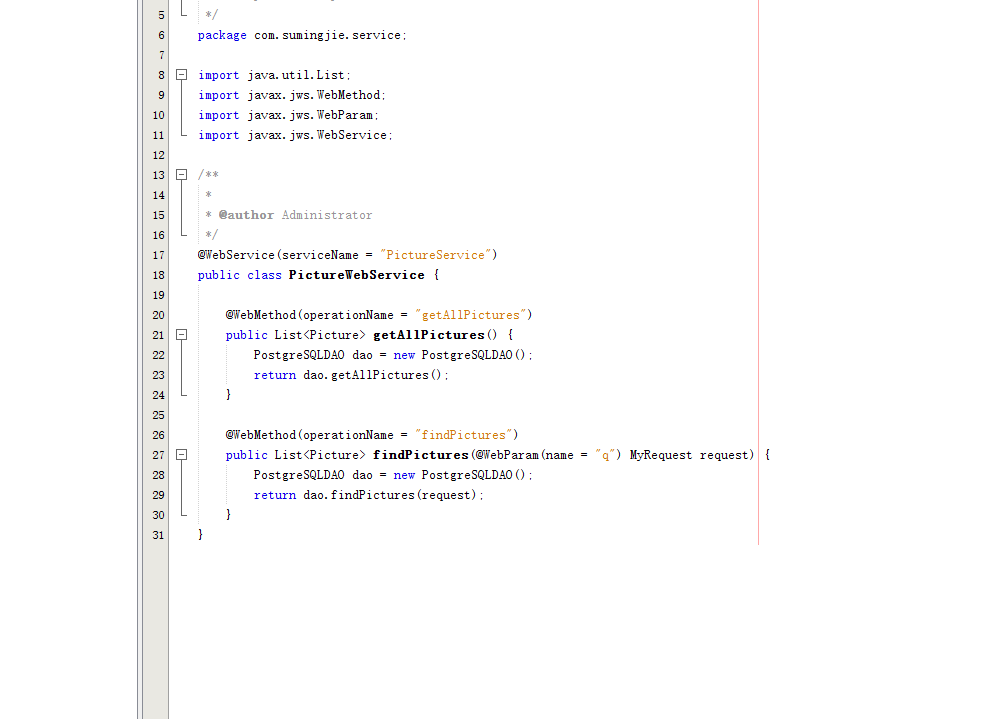 5 */
6 package com.sumingjie.service;
7
8 import java.util.List;
9 import javax.jws.WebMethod;
10 import javax.jws.WebParam;
11 import javax.jws.WebService;
12
13 /**
14 *
15 * @author Administrator
16 */
17 @WebService(serviceName = "PictureService")
18 public class PictureWebService {
19
20 @WebMethod(operationName = "getAllPictures")
21 public List<Picture> getAllPictures() {
22 PostgreSQLDAO dao = new PostgreSQLDAO();
23 return dao.getAllPictures();
24 }
25
26 @WebMethod(operationName = "findPictures")
27 public List<Picture> findPictures(@WebParam(name = "q") MyRequest request) {
28 PostgreSQLDAO dao = new PostgreSQLDAO();
29 return dao.findPictures(request);
30 }
31 }